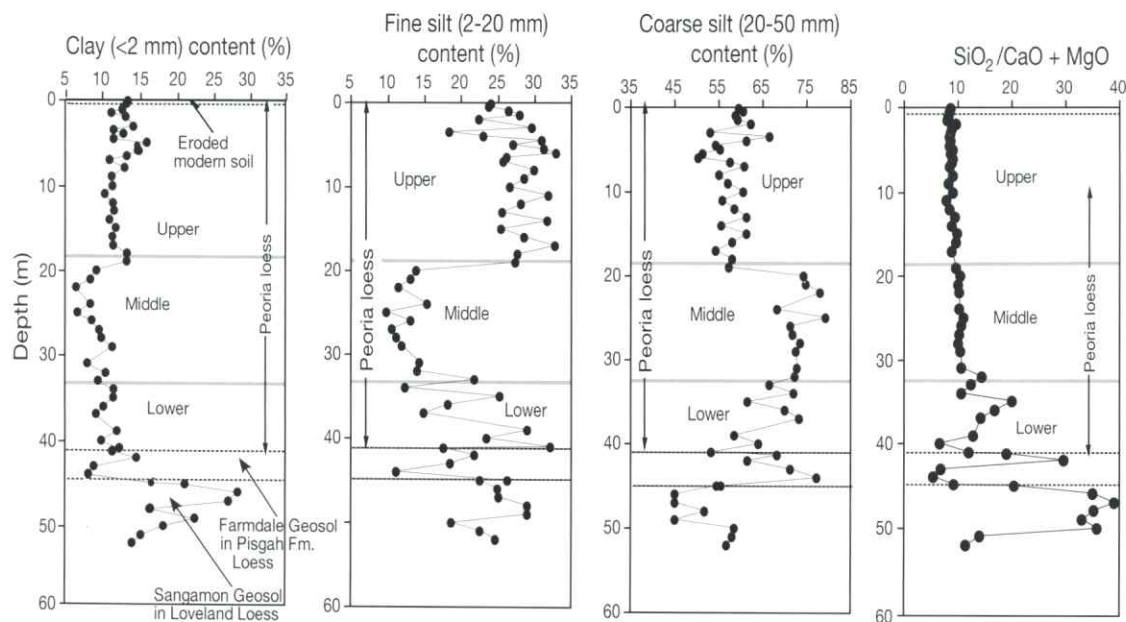 Clay (<2 mm) content (%)
5 10 15 20 25 30 35
0
10
20
30
40
50
60
Depth (m)
Eroded
modern soil
Upper
Middle
Lower
Peoria loess
Farmdale Geosol
in Pisgah Fm.
Loess
Sangamon Geosol
in Loveland Loess
Fine silt (2-20 mm)
content (%)
5 10 15 20 25 30 35
0
10
20
30
40
50
60
Upper
Middle
Lower
Peoria loess
Coarse silt (20-50 mm)
content (%)
35 45 55 65 75 85
0
10
20
30
40
50
60
Upper
Middle
Lower
Peoria loess
SiO₂/CaO + MgO
0 10 20 30 40
0
10
20
30
40
50
60
Upper
Middle
Lower
Peoria loess